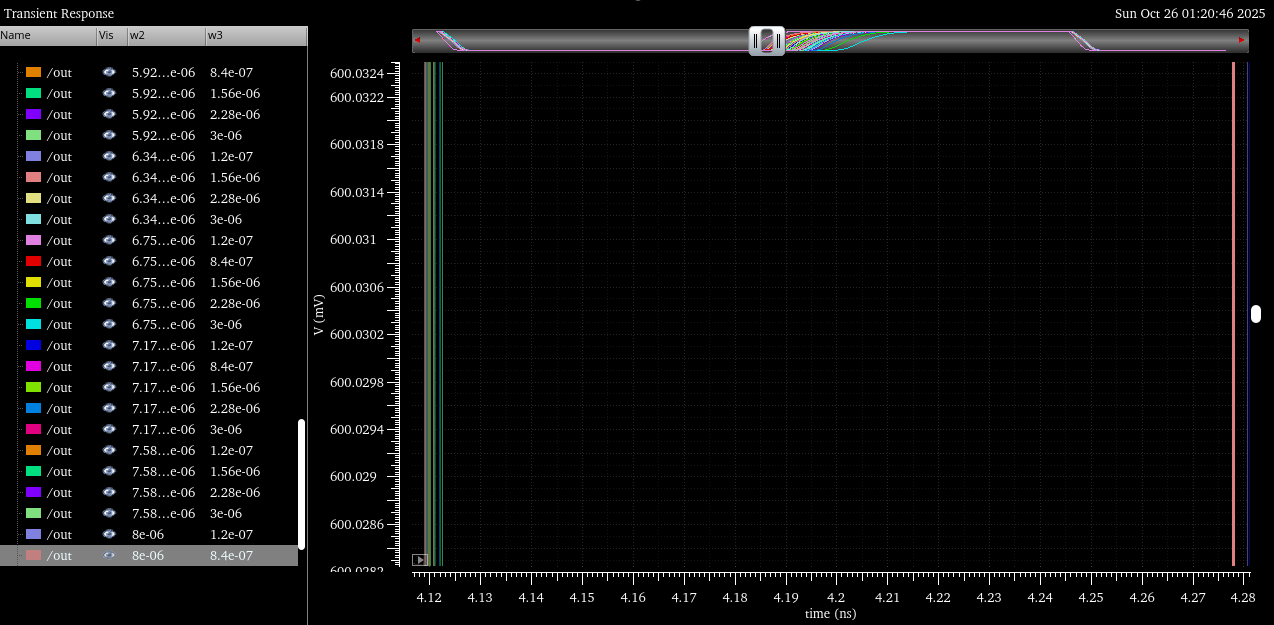 Transient Response
Sun Oct 26 01:20:46 2025
Name Vis w2 w3
/out 5.92...e-06 8.4e-07
/out 5.92...e-06 1.56e-06
/out 5.92...e-06 2.28e-06
/out 5.92...e-06 3e-06
/out 6.34...e-06 1.2e-07
/out 6.34...e-06 1.56e-06
/out 6.34...e-06 2.28e-06
/out 6.34...e-06 3e-06
/out 6.75...e-06 1.2e-07
/out 6.75...e-06 8.4e-07
/out 6.75...e-06 1.56e-06
/out 6.75...e-06 2.28e-06
/out 6.75...e-06 3e-06
/out 7.17...e-06 1.2e-07
/out 7.17...e-06 8.4e-07
/out 7.17...e-06 1.56e-06
/out 7.17...e-06 2.28e-06
/out 7.17...e-06 3e-06
/out 7.58...e-06 1.2e-07
/out 7.58...e-06 1.56e-06
/out 7.58...e-06 2.28e-06
/out 7.58...e-06 3e-06
/out 8e-06 1.2e-07
/out 8e-06 8.4e-07
V (mV)
600.0324
600.0322
600.0318
600.0314
600.031
600.0306
600.0302
600.0298
600.0294
600.029
600.0286
600.0282
4.12 4.13 4.14 4.15 4.16 4.17 4.18 4.19 4.2 4.21 4.22 4.23 4.24 4.25 4.26 4.27 4.28
time (ns)